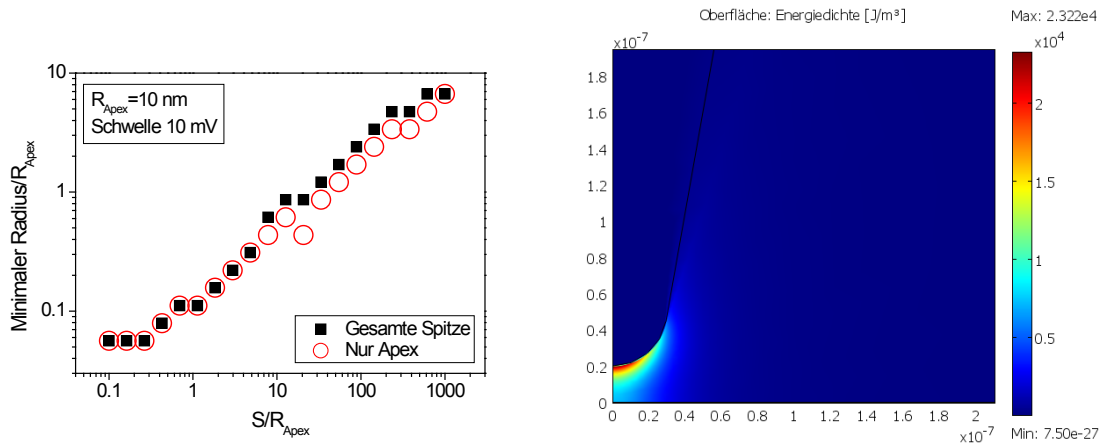 10
1
0.1
Minimaler Radius/R_Apex
R_Apex=10 nm
Schwelle 10 mV
Gesamte Spitze
Nur Apex
0.1 1 10 100 1000
S/R_Apex
Oberfläche: Energiedichte [J/m³]
Max: 2.322e4
x10⁻⁷
x10⁴
1.8
1.6
1.4
1.2
1
0.8
0.6
0.4
0.2
0
0 0.2 0.4 0.6 0.8 1 1.2 1.4 1.6 1.8 2
x10⁻⁷
2
1.5
1
0.5
Min: 7.50e-27